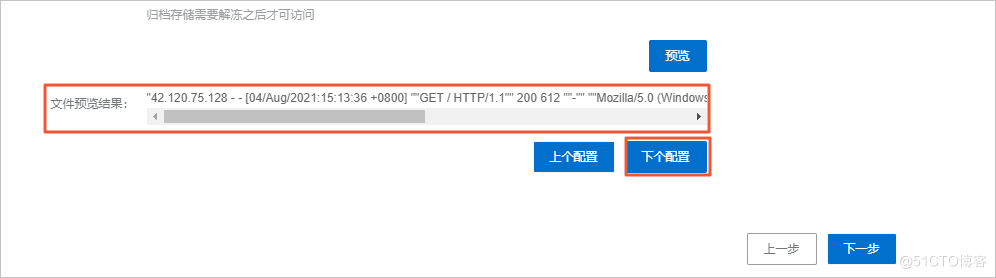 归档存储需要解冻之后才可访问
预览
文件预览结果： "42.120.75.128 - - [04/Aug/2021:15:13:36 +0800] ""GET / HTTP/1.1"" 200 612 ""-"" ""Mozilla/5.0 (Windows
上个配置 下个配置
上一步 下一步
@51CTO博客